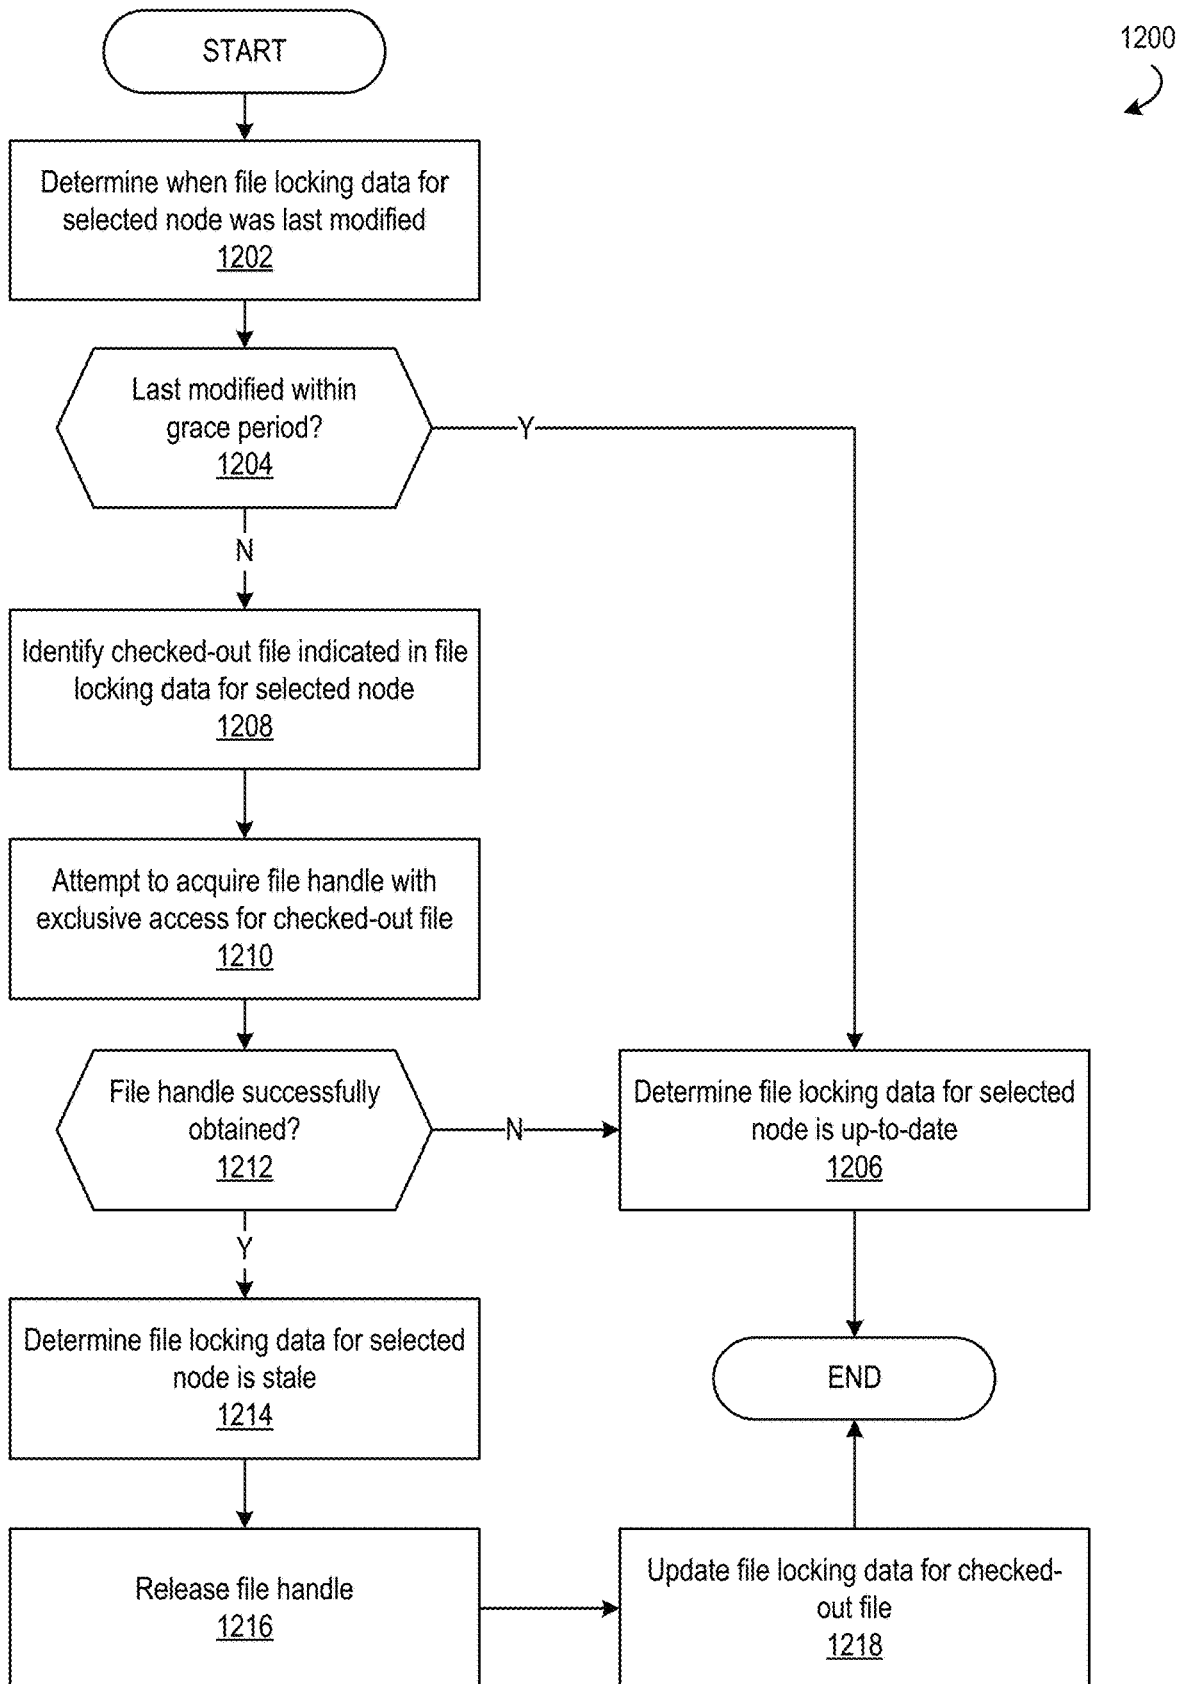 START
1200
Determine when file locking data for
selected node was last modified
1202
Last modified within
grace period?
1204
Y
N
Identify checked-out file indicated in file
locking data for selected node
1208
Attempt to acquire file handle with
exclusive access for checked-out file
1210
File handle successfully
obtained?
1212
N
Determine file locking data for selected
node is up-to-date
1206
Y
Determine file locking data for selected
node is stale
1214
END
Release file handle
1216
Update file locking data for checked-
out file
1218